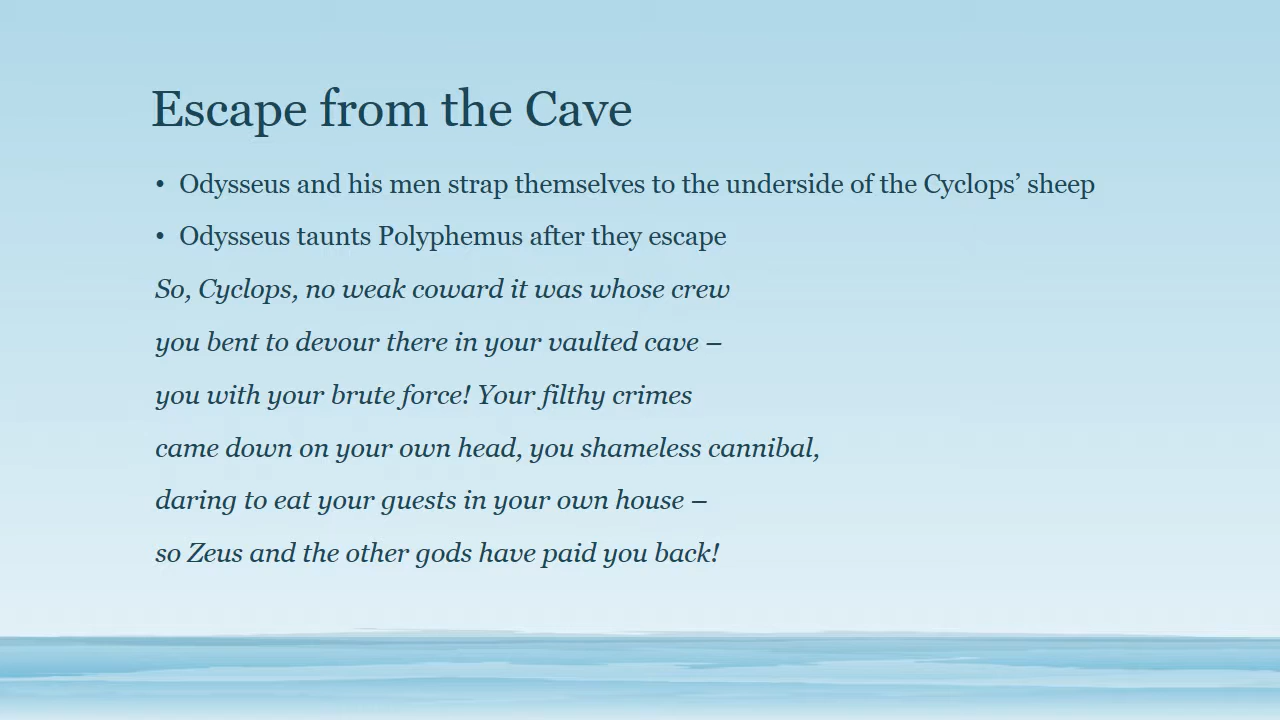 Escape from the Cave
• Odysseus and his men strap themselves to the underside of the Cyclops’ sheep
• Odysseus taunts Polyphemus after they escape
So, Cyclops, no weak coward it was whose crew
you bent to devour there in your vaulted cave –
you with your brute force! Your filthy crimes
came down on your own head, you shameless cannibal,
daring to eat your guests in your own house –
so Zeus and the other gods have paid you back!